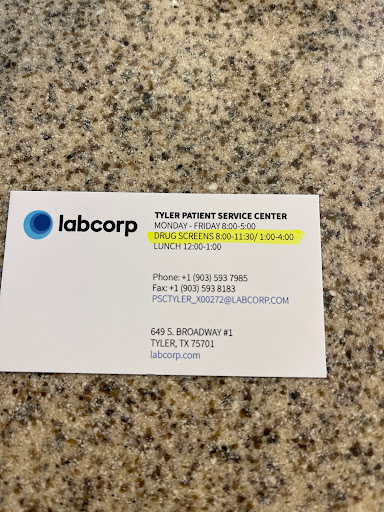 labcorp
TYLER PATIENT SERVICE CENTER
MONDAY - FRIDAY 8:00-5:00
DRUG SCREENS 8:00-11:30/ 1:00-4:00
LUNCH 12:00-1:00
Phone: +1 (903) 593 7985
Fax: +1 (903) 593 8183
PSCTYLER_X00272@LABCORP.COM
649 S. BROADWAY #1
TYLER, TX 75701
labcorp.com